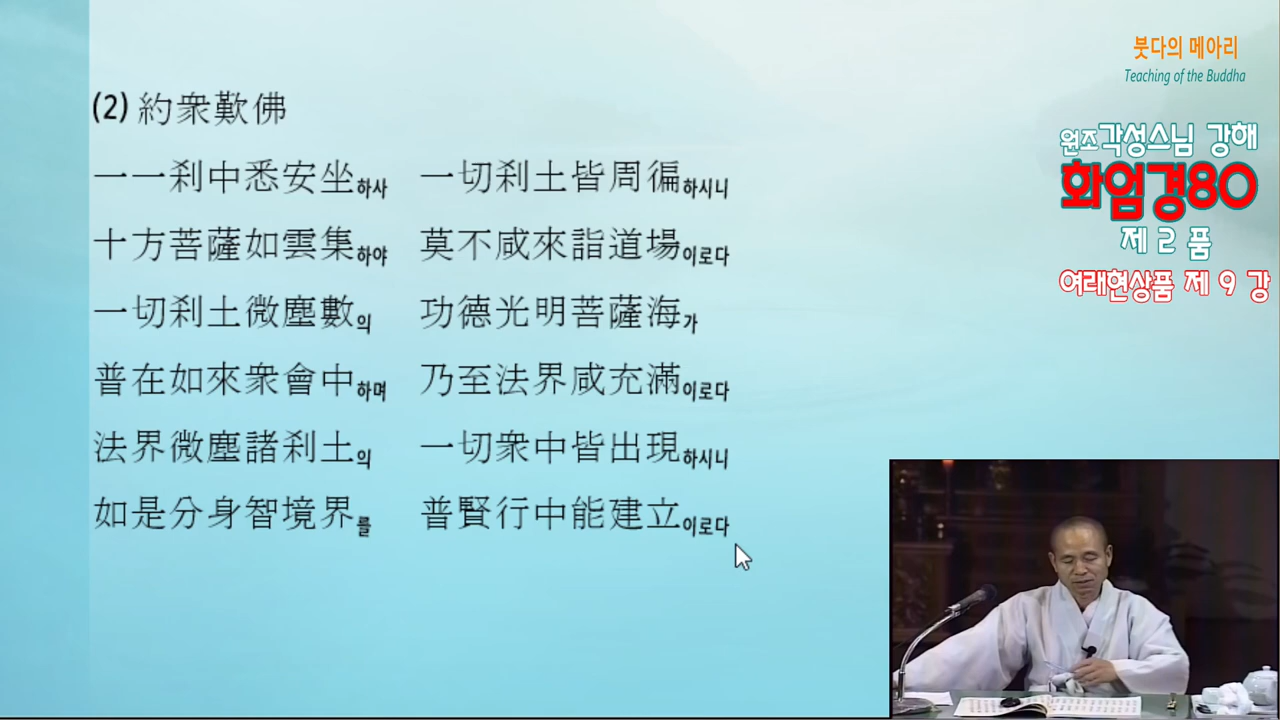 (2) 約衆歎佛
一一刹中悉安坐하사 一切刹土皆周徧하시니
十方菩薩如雲集하야 莫不咸來詣道場이로다
一切刹土微塵數의 功德光明菩薩海가
普在如來衆會中하며 乃至法界咸充滿이로다
法界微塵諸刹土의 一切衆中皆出現하시니
如是分身智境界를 普賢行中能建立이로다
붓다의 메아리
Teaching of the Buddha
원조각성스님 강해
화엄경80
제 2 품
여래현상품 제 9 강